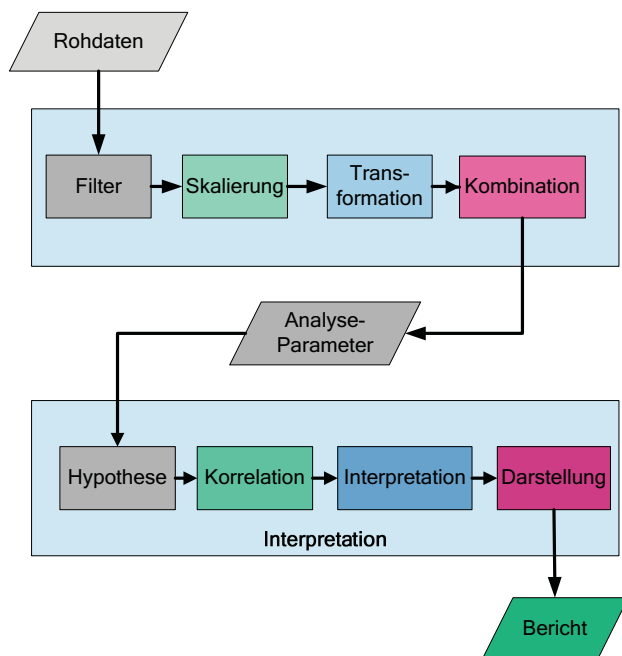 Rohdaten
Filter
Skalierung
Trans-
formation
Kombination
Analyse-
Parameter
Hypothese
Korrelation
Interpretation
Darstellung
Interpretation
Bericht